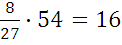 8/27 · 54 = 16